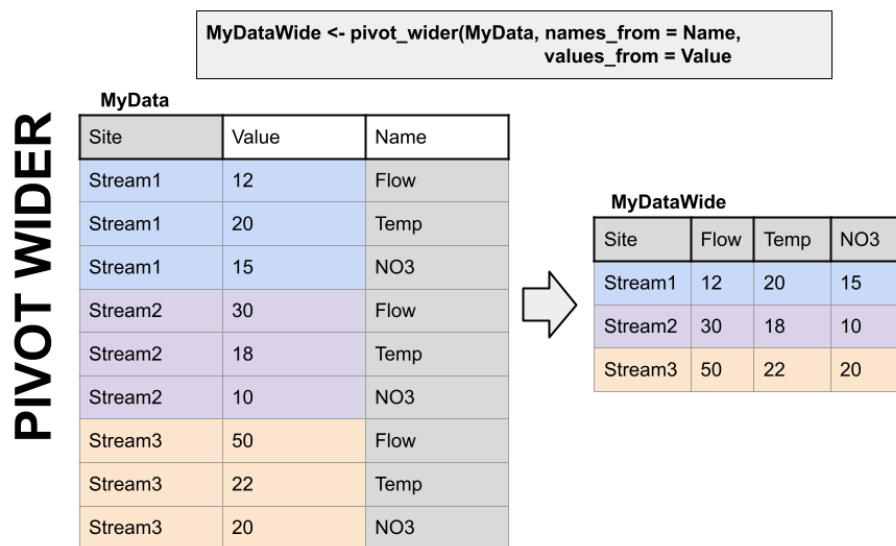 MyDataWide <- pivot_wider(MyData, names_from = Name,
values_from = Value
PIVOT WIDER
MyData
Site Value Name
Stream1 12 Flow
Stream1 20 Temp
Stream1 15 NO3
Stream2 30 Flow
Stream2 18 Temp
Stream2 10 NO3
Stream3 50 Flow
Stream3 22 Temp
Stream3 20 NO3
MyDataWide
Site Flow Temp NO3
Stream1 12 20 15
Stream2 30 18 10
Stream3 50 22 20